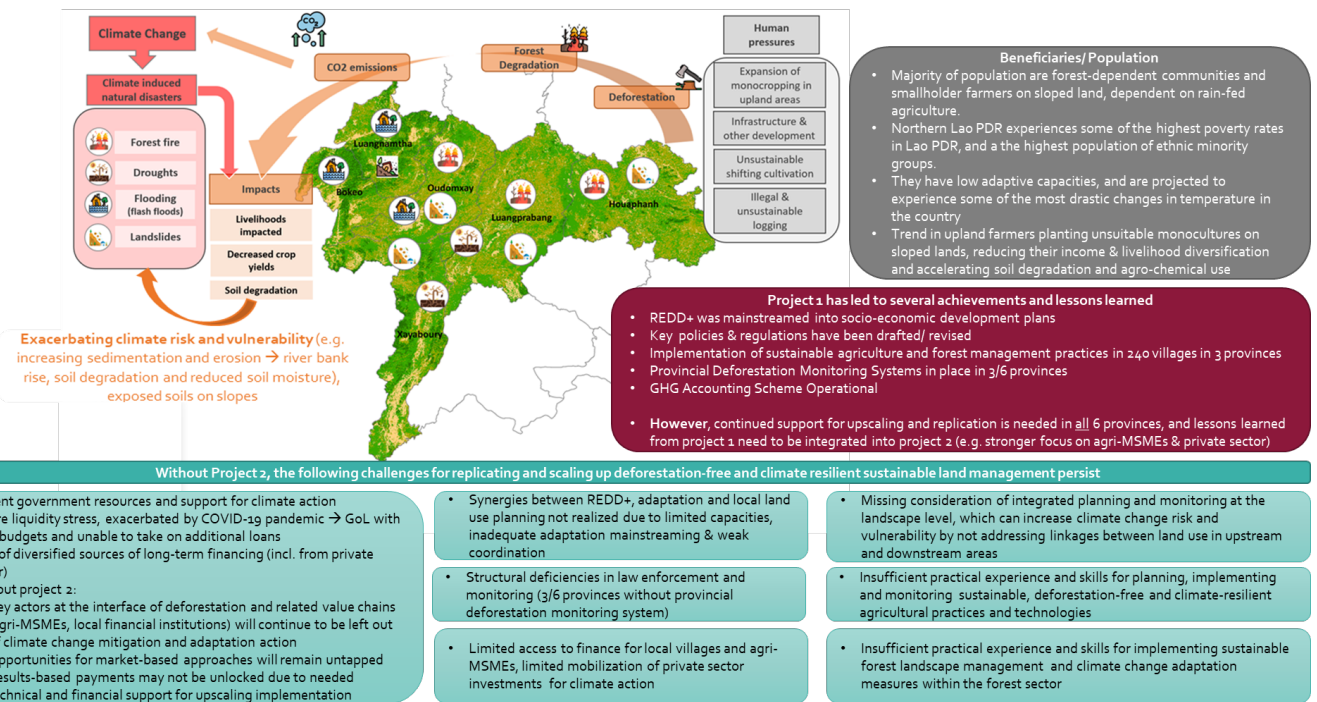 Climate Change
CO2
Climate induced
natural disasters
Forest fire
Droughts
Flooding
(flash floods)
Landslides
CO2 emissions
Forest
Degradation
Deforestation
Impacts
Livelihoods
impacted
Decreased crop
yields
Soil degradation
Exacerbating climate risk and vulnerability (e.g.
increasing sedimentation and erosion → river bank
rise, soil degradation and reduced soil moisture),
exposed soils on slopes
Luangnamtha
Bokeo
Oudomxay
Luangprabang
Houaphanh
Xayaboury
Human
pressures
Expansion of
monocropping in
upland areas
Infrastructure &
other development
Unsustainable
shifting cultivation
Illegal &
unsustainable
logging
Beneficiaries/ Population
• Majority of population are forest-dependent communities and
smallholder farmers on sloped land, dependent on rain-fed
agriculture.
• Northern Lao PDR experiences some of the highest poverty rates
in Lao PDR, and a the highest population of ethnic minority
groups.
• They have low adaptive capacities, and are projected to
experience some of the most drastic changes in temperature in
the country
• Trend in upland farmers planting unsuitable monocultures on
sloped lands, reducing their income & livelihood diversification
and accelerating soil degradation and agro-chemical use
Project 1 has led to several achievements and lessons learned
• REDD+ was mainstreamed into socio-economic development plans
• Key policies & regulations have been drafted/ revised
• Implementation of sustainable agriculture and forest management practices in 240 villages in 3 provinces
• Provincial Deforestation Monitoring Systems in place in 3/6 provinces
• GHG Accounting Scheme Operational
• However, continued support for upscaling and replication is needed in all 6 provinces, and lessons learned
from project 1 need to be integrated into project 2 (e.g. stronger focus on agri-MSMEs & private sector)
Without Project 2, the following challenges for replicating and scaling up deforestation-free and climate resilient sustainable land management persist
government resources and support for climate action
liquidity stress, exacerbated by COVID-19 pandemic → GoL with
budgets and unable to take on additional loans
of diversified sources of long-term financing (incl. from private
project 2:
actors at the interface of deforestation and related value chains
agri-MSMEs, local financial institutions) will continue to be left out
climate change mitigation and adaptation action
opportunities for market-based approaches will remain untapped
results-based payments may not be unlocked due to needed
technical and financial support for upscaling implementation
• Synergies between REDD+, adaptation and local land
use planning not realized due to limited capacities,
inadequate adaptation mainstreaming & weak
coordination
• Structural deficiencies in law enforcement and
monitoring (3/6 provinces without provincial
deforestation monitoring system)
• Limited access to finance for local villages and agri-
MSMEs, limited mobilization of private sector
investments for climate action
• Missing consideration of integrated planning and monitoring at the
landscape level, which can increase climate change risk and
vulnerability by not addressing linkages between land use in upstream
and downstream areas
• Insufficient practical experience and skills for planning, implementing
and monitoring sustainable, deforestation-free and climate-resilient
agricultural practices and technologies
• Insufficient practical experience and skills for implementing sustainable
forest landscape management and climate change adaptation
measures within the forest sector